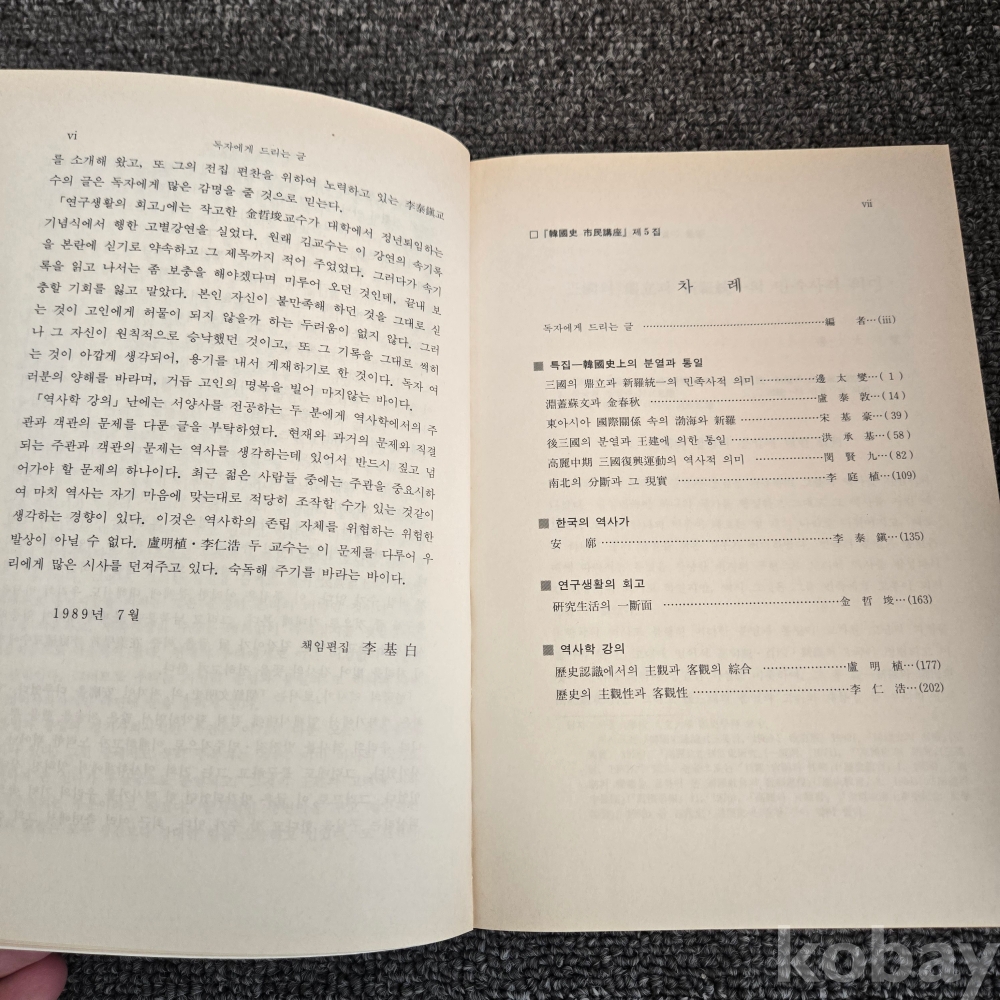 vi
독자에게 드리는 글
를 소개해 왔고, 또 그의 전집 편찬을 위하여 노력하고 있는 李泰鎭교
수의 글은 독자에게 많은 감명을 줄 것으로 믿는다.
「연구생활의 회고」에는 작고한 金哲埈교수가 대학에서 정년퇴임하는
기념식에서 행한 고별강연을 실었다. 원래 김교수는 이 강연의 속기록
을 본란에 싣기로 약속하고 그 제목까지 적어 주었었다. 그러다가 속기
록을 읽고 나서는 좀 보충을 해야겠다며 미루어 오던 것인데, 끝내 보
충할 기회를 잃고 말았다. 본인 자신이 불만족해 하던 것을 그대로 싣
는 것이 고인에게 허물이 되지 않을까 하는 두려움이 없지 않다. 그러
나 그 자신이 원칙적으로 승낙했던 것이고, 또 그 기록을 그대로 썩히
는 것이 아깝게 생각되어, 용기를 내서 게재하기로 한 것이다. 독자 여
러분의 양해를 바라며, 거듭 고인의 명복을 빌어 마지않는 바이다.
「역사학 강의」난에는 서양사를 전공하는 두 분에게 역사학에서의 주
관과 객관의 문제를 다룬 글을 부탁하였다. 현재와 과거의 문제와 직결
되는 주관과 객관의 문제는 역사를 생각하는데 있어서 반드시 짚고 넘
어가야 할 문제의 하나이다. 최근 젊은 사람들 중에는 주관을 중요시하
여 마치 역사는 자기 마음에 맞는대로 적당히 조작할 수가 있는 것같이
생각하는 경향이 있다. 이것은 역사학의 존립 자체를 위협하는 위험한
발상이 아닐 수 없다. 盧明植·李仁浩 두 교수는 이 문제를 다루어 우
리에게 많은 시사를 던져주고 있다. 숙독해 주기를 바라는 바이다.
1989년 7월
책임편집 李基白
vii
□『韓國史 市民講座』제5집
차 례
독자에게 드리는 글 ……編 者…(iii)
▩ 특집—韓國史上의 분열과 통일
三國의 鼎立과 新羅統一의 민족사적 의미……邊太燮…( 1 )
淵蓋蘇文과 金春秋 ……盧泰敦…( 14 )
東아시아 國際關係 속의 渤海와 新羅……宋基豪…( 39 )
後三國의 분열과 王建에 의한 통일……洪承基…( 58 )
高麗中期 三國復興運動의 역사적 의미 ……閔賢九…( 82 )
南北의 分斷과 그 現實 ……李庭植…(109)
▩ 한국의 역사가
安 廓……李泰鎭…(135)
▩ 연구생활의 회고
硏究生活의 一斷面 ……金哲埈…(163)
▩ 역사학 강의
歷史認識에서의 主觀과 客觀의 綜合 ……盧明植…(177)
歷史의 主觀性과 客觀性……李仁浩…(202)
kobay